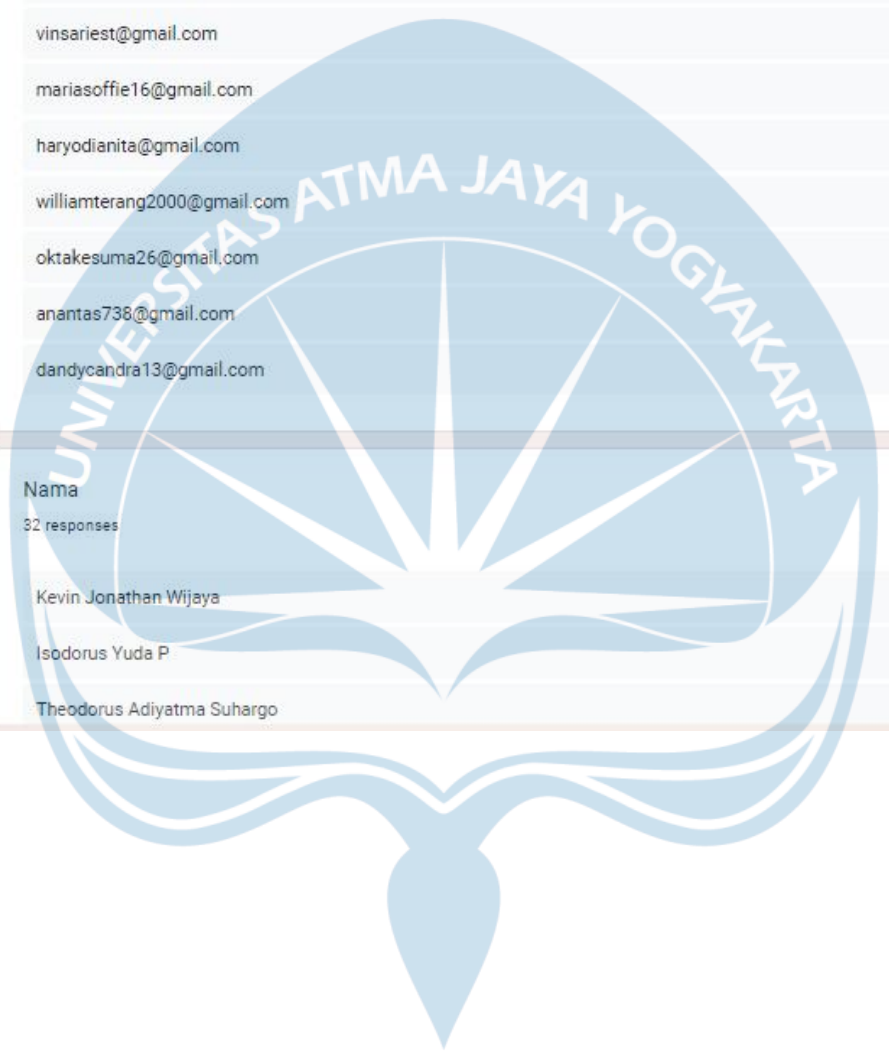 vinsariest@gmail.com
mariasoffie16@gmail.com
haryodianita@gmail.com
williamterang2000@gmail.com
oktakesuma26@gmail.com
anantas738@gmail.com
dandycandra13@gmail.com
UNIVERSITAS ATMA JAYA YOGYAKARTA
Nama
32 responses
Kevin Jonathan Wijaya
Isodorus Yuda P
Theodorus Adiyatma Suhargo